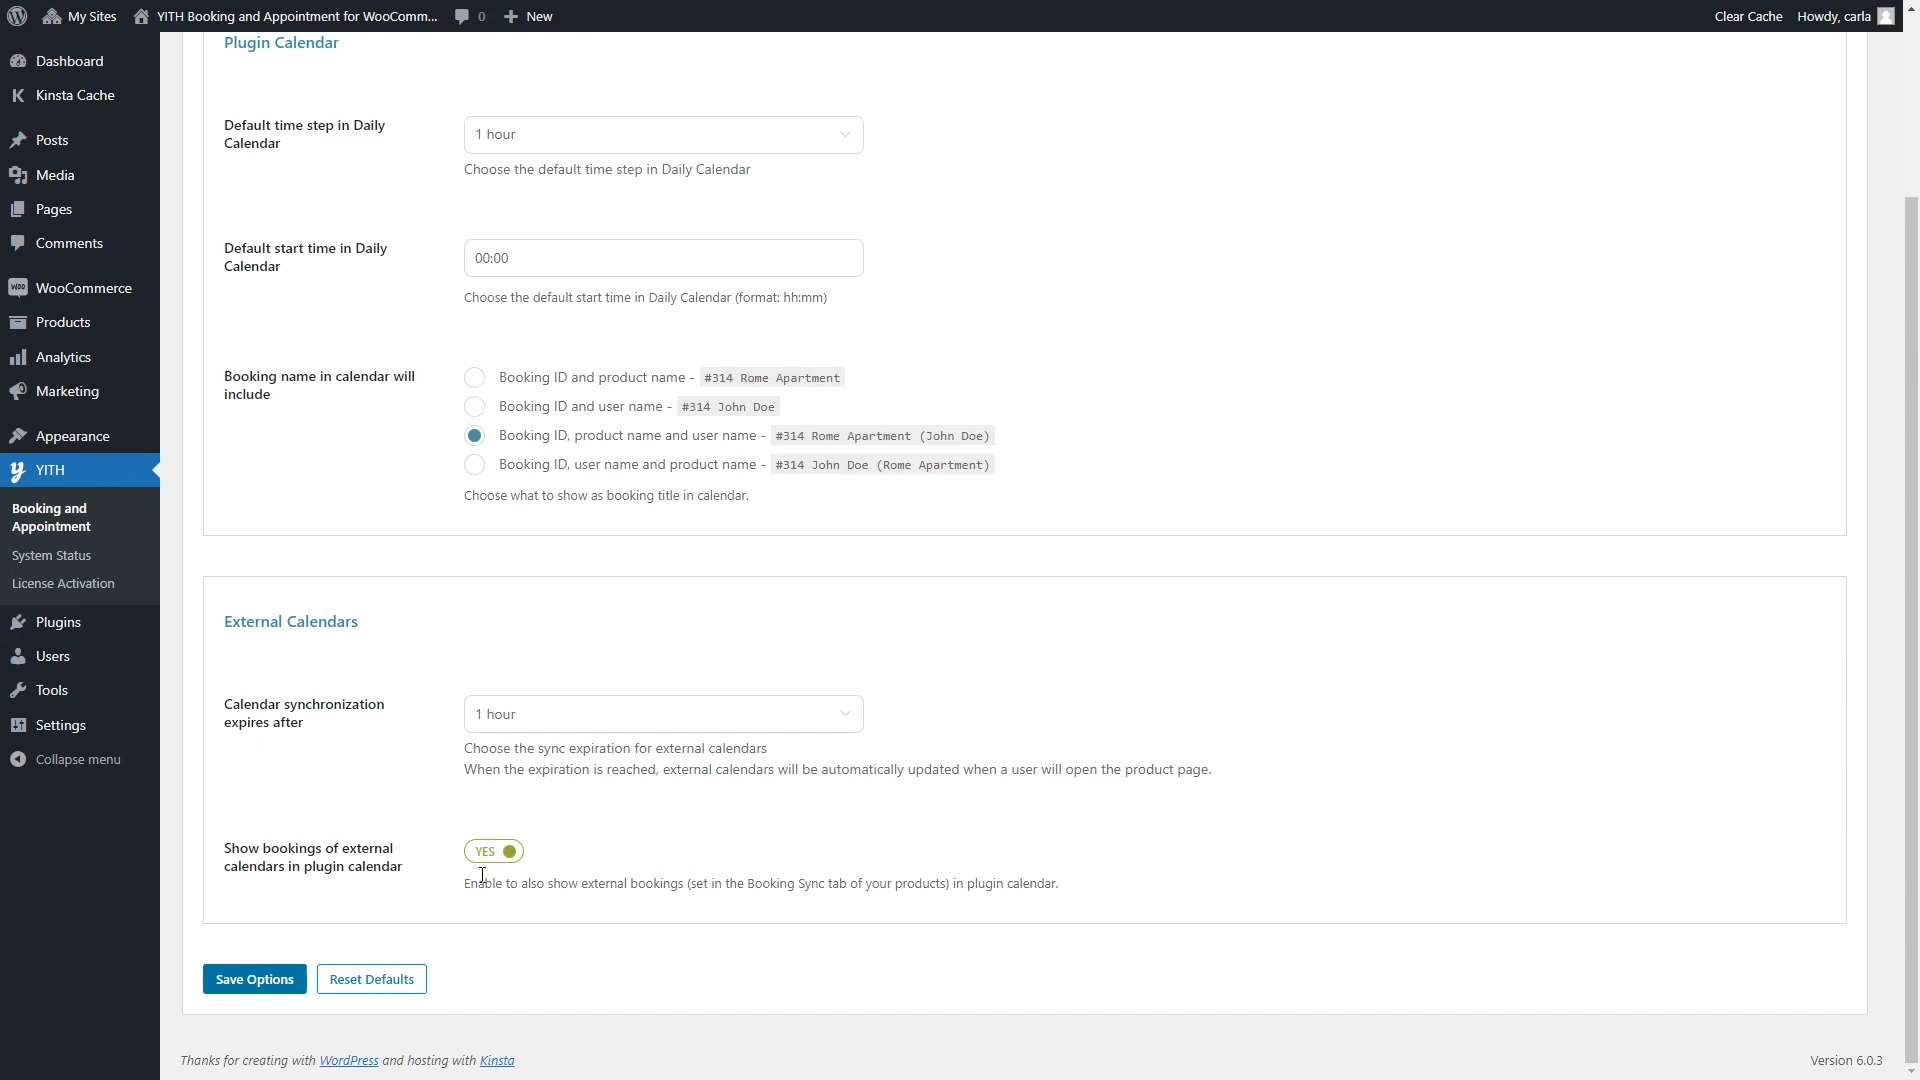 My Sites
YITH Booking and Appointment for WooComm...
0
New
Clear Cache
Howdy, carla
Dashboard
Kinsta Cache
Posts
Media
Pages
Comments
WooCommerce
Products
Analytics
Marketing
Appearance
YITH
Booking and
Appointment
System Status
License Activation
Plugins
Users
Tools
Settings
Collapse menu
Plugin Calendar
Default time step in Daily
Calendar
1 hour
Choose the default time step in Daily Calendar
Default start time in Daily
Calendar
00:00
Choose the default start time in Daily Calendar (format: hh:mm)
Booking name in calendar will
include
Booking ID and product name - #314 Rome Apartment
Booking ID and user name - #314 John Doe
Booking ID, product name and user name - #314 Rome Apartment (John Doe)
Booking ID, user name and product name - #314 John Doe (Rome Apartment)
Choose what to show as booking title in calendar.
External Calendars
Calendar synchronization
expires after
1 hour
Choose the sync expiration for external calendars
When the expiration is reached, external calendars will be automatically updated when a user will open the product page.
Show bookings of external
calendars in plugin calendar
YES
Enable to also show external bookings (set in the Booking Sync tab of your products) in plugin calendar.
Save Options
Reset Defaults
Thanks for creating with WordPress and hosting with Kinsta
Version 6.0.3